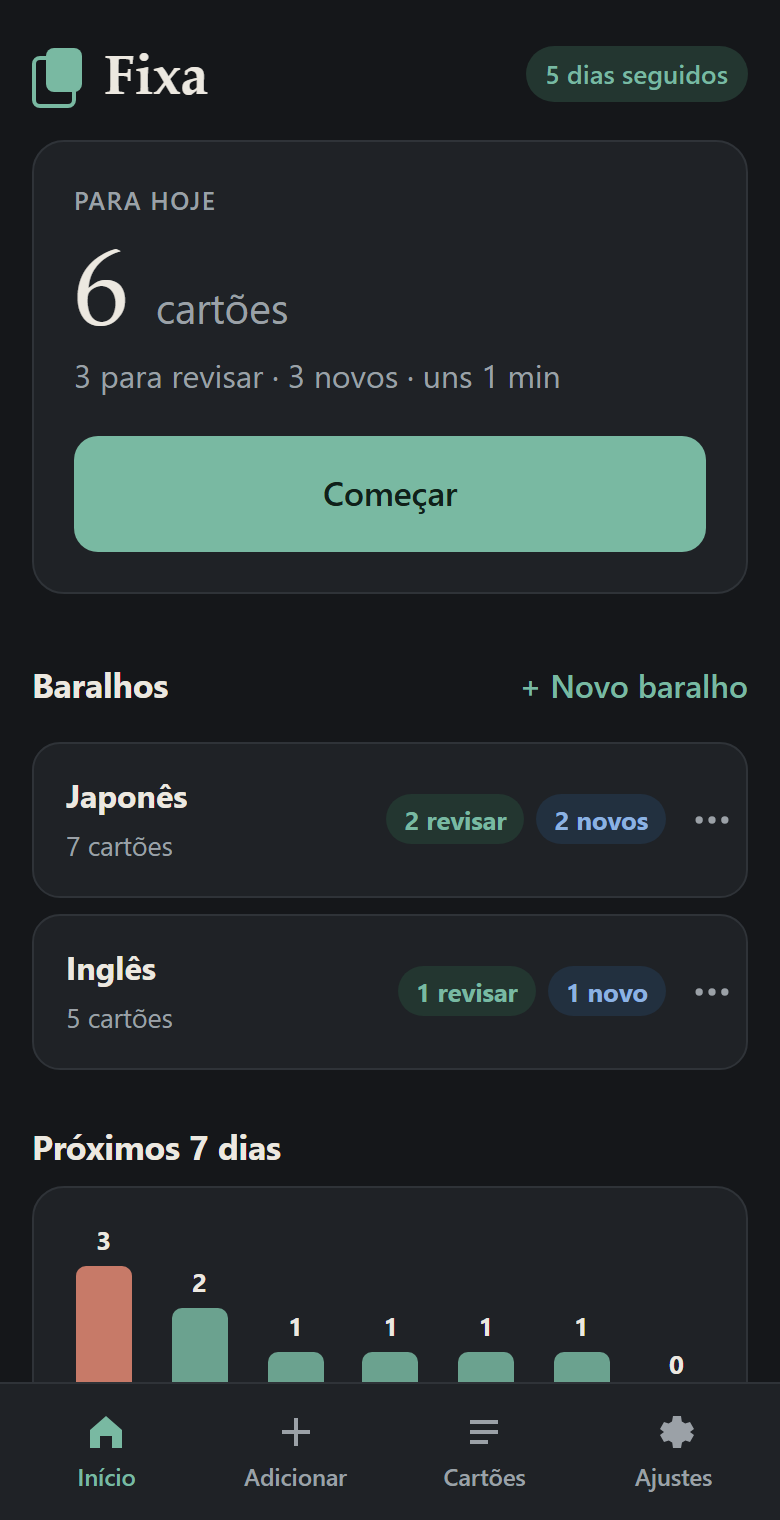 Fixa
5 dias seguidos
PARA HOJE
6 cartões
3 para revisar · 3 novos · uns 1 min
Começar
Baralhos
+ Novo baralho
Japonês
7 cartões
2 revisar
2 novos
Inglês
5 cartões
1 revisar
1 novo
Próximos 7 dias
3
2
1
1
1
1
0
Início
Adicionar
Cartões
Ajustes